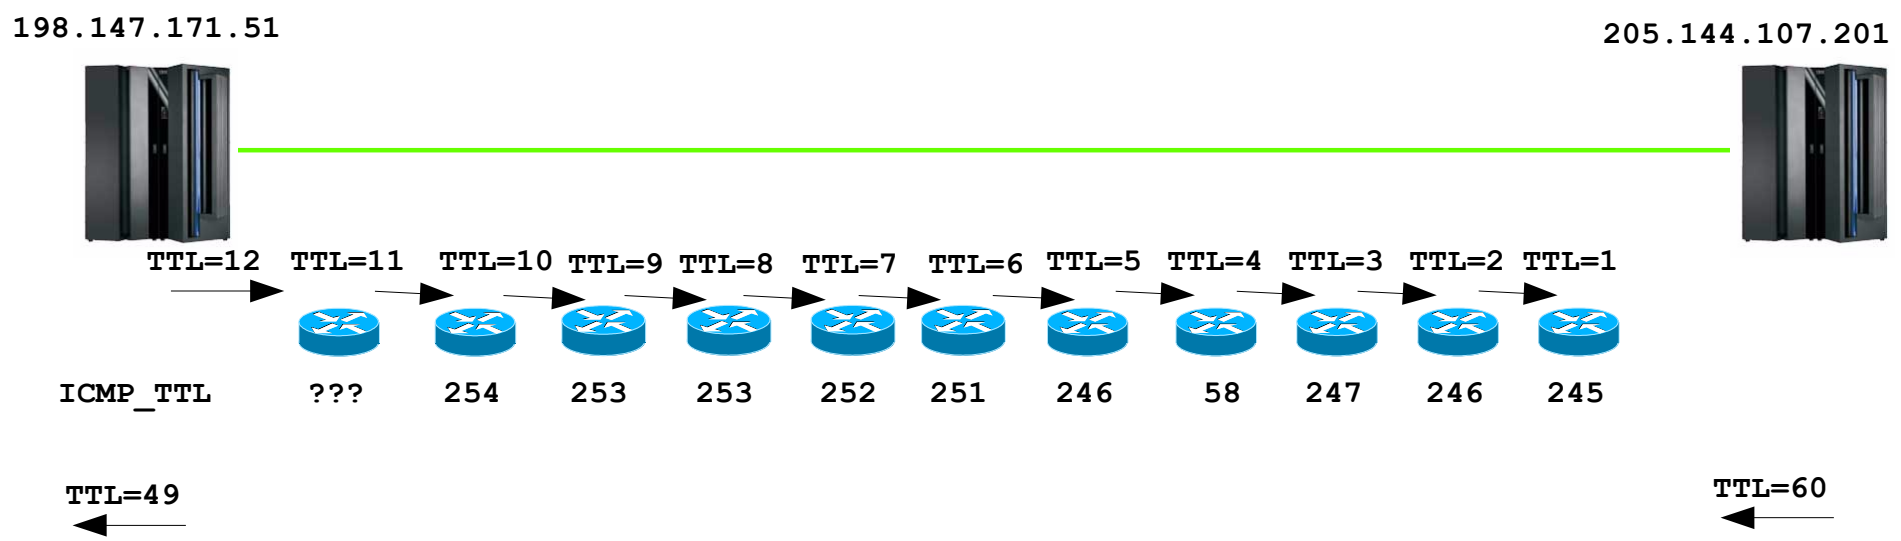 198.147.171.51
205.144.107.201
TTL=12 TTL=11 TTL=10 TTL=9 TTL=8 TTL=7 TTL=6 TTL=5 TTL=4 TTL=3 TTL=2 TTL=1
ICMP_TTL ??? 254 253 253 252 251 246 58 247 246 245
TTL=49 TTL=60